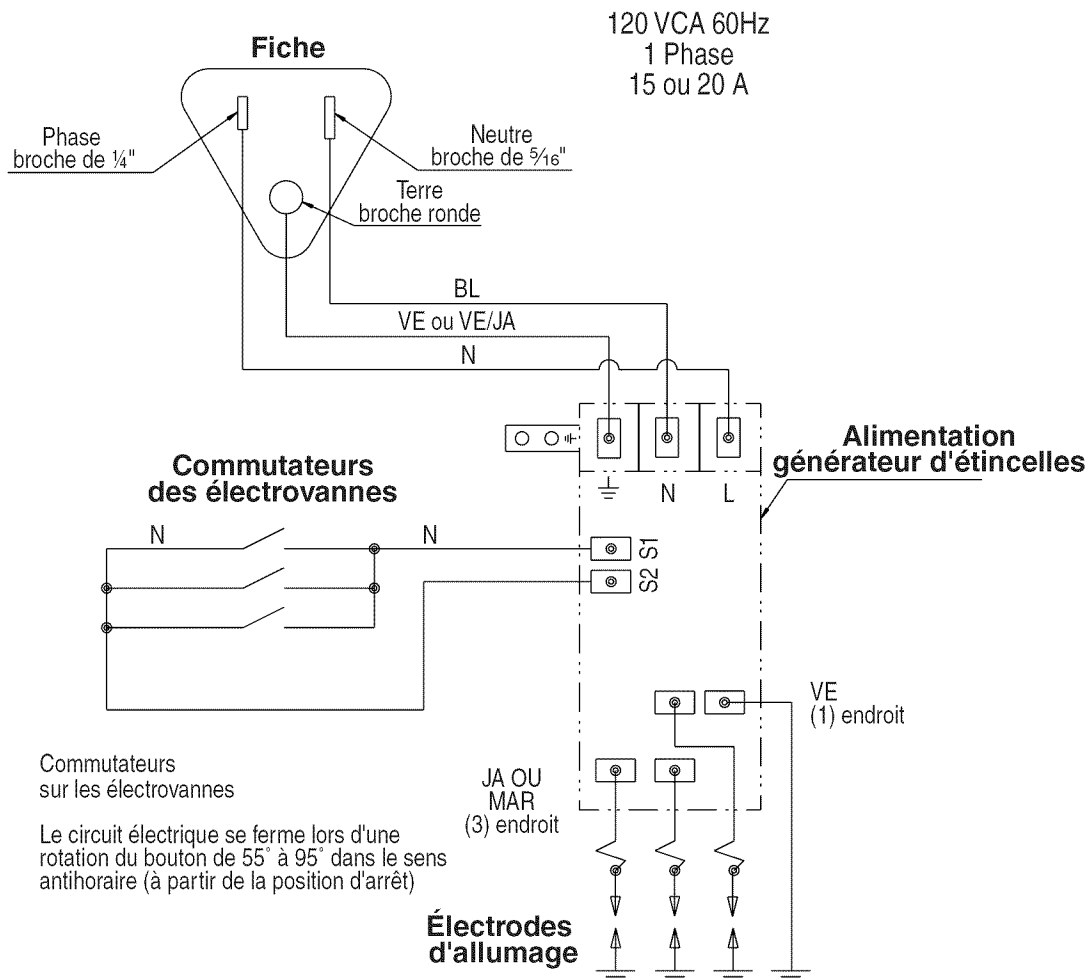 120 VCA 60Hz
1 Phase
15 ou 20 A
Fiche
Phase
broche de ¼"
Neutre
broche de 5⁄16"
Terre
broche ronde
BL
VE ou VE/JA
N
N
L
Alimentation
générateur d'étincelles
Commutateurs
des électrovannes
N
N
S1
S2
VE
(1) endroit
JA OU
MAR
(3) endroit
Commutateurs
sur les électrovannes
Le circuit électrique se ferme lors d'une
rotation du bouton de 55° à 95° dans le sens
antihoraire (à partir de la position d'arrêt)
Électrodes
d'allumage